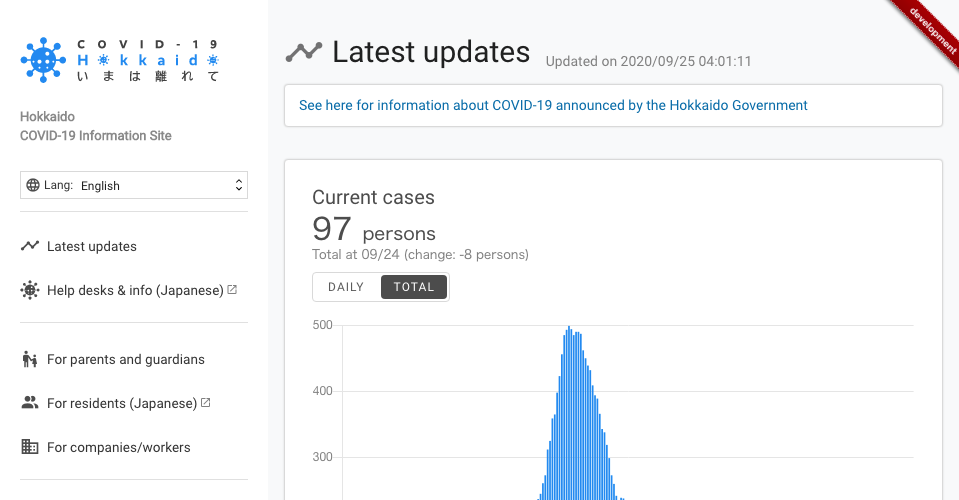 COVID-19
Hokkaido
いまは離れて
Hokkaido
COVID-19 Information Site
Lang: English
Latest updates
Help desks & info (Japanese)
For parents and guardians
For residents (Japanese)
For companies/workers
development
Latest updates
Updated on 2020/09/25 04:01:11
See here for information about COVID-19 announced by the Hokkaido Government
Current cases
97 persons
Total at 09/24 (change: -8 persons)
DAILY TOTAL
500
400
300